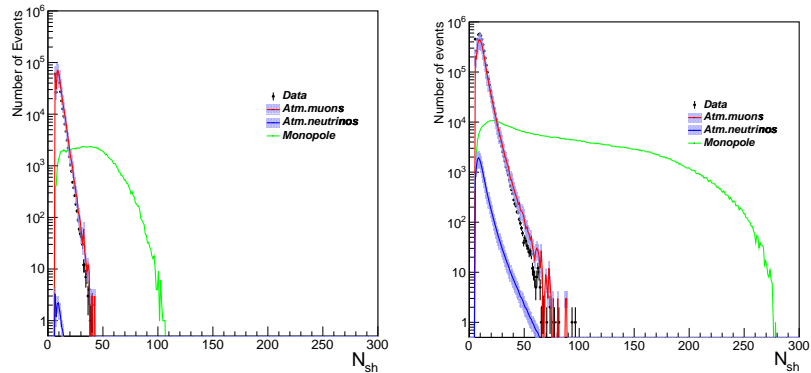 Number of Events
10^6
10^5
10^4
10^3
10^2
10
1
0 50 100 150 200 250 300
N_sh
Data
Atm.muons
Atm.neutrinos
Monopole
Number of events
10^6
10^5
10^4
10^3
10^2
10
1
0 50 100 150 200 250 300
N_sh
Data
Atm.muons
Atm.neutrinos
Monopole